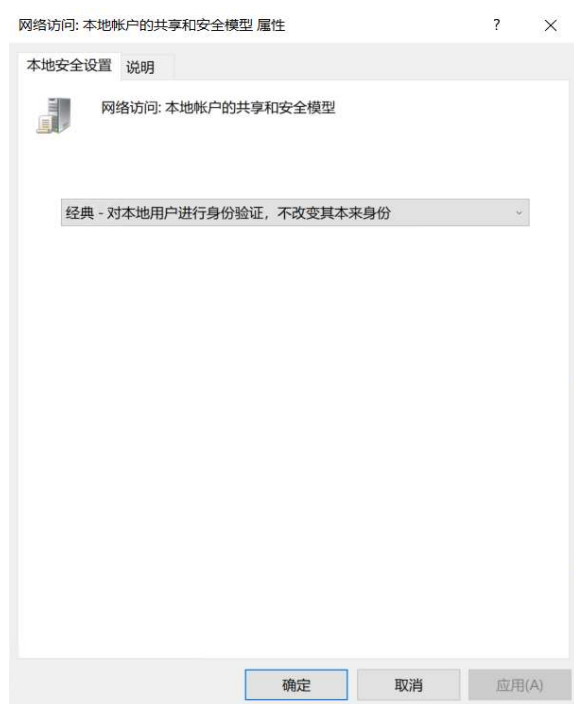 网络访问: 本地帐户的共享和安全模型 属性 ?
本地安全设置 说明
网络访问: 本地帐户的共享和安全模型
经典 - 对本地用户进行身份验证，不改变其本来身份
确定 取消 应用(A)